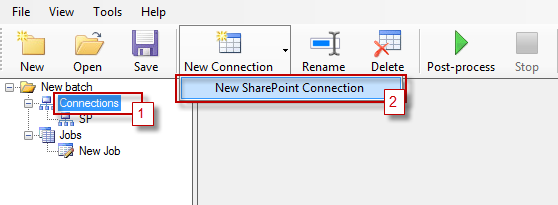 File View Tools Help
New Open Save New Connection Rename Delete Post-process Stop
New SharePoint Connection
New batch
Connections
1
2
SP
Jobs
New Job